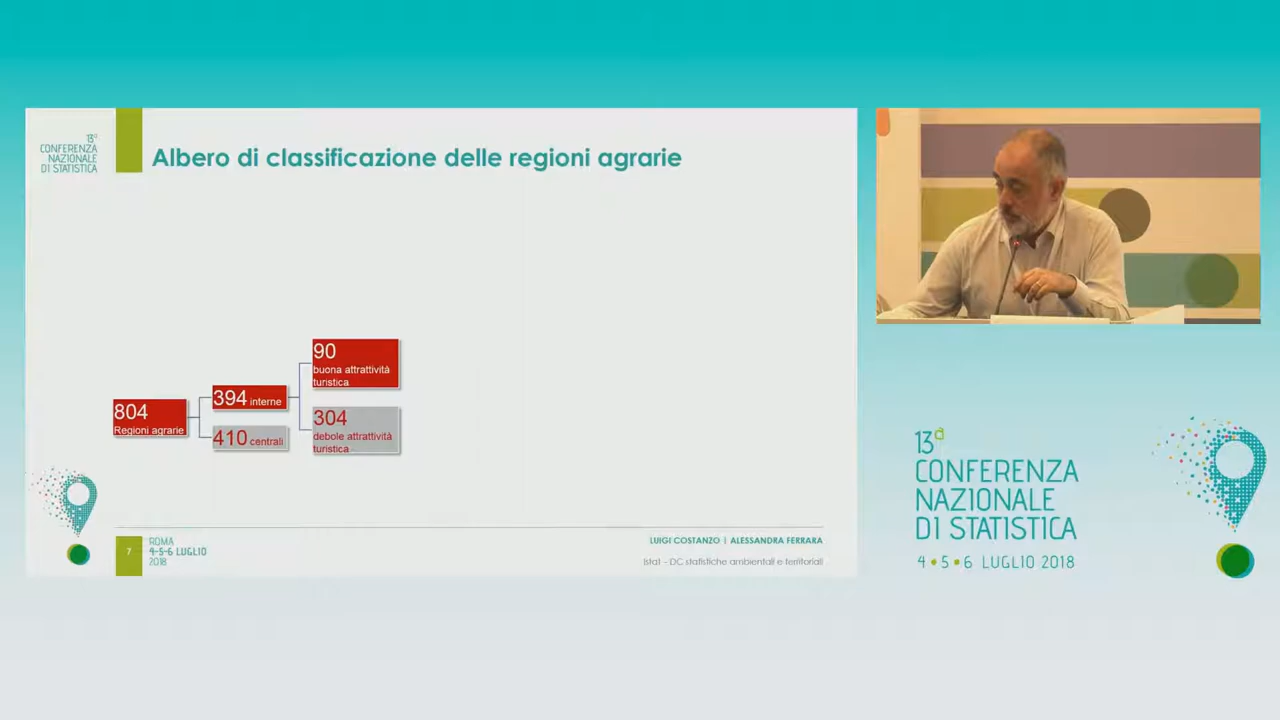 13ª
CONFERENZA
NAZIONALE
DI STATISTICA
Albero di classificazione delle regioni agrarie
90
buona attrattività
turistica
394 interne
804
Regioni agrarie
304
debole attrattività
turistica
410 centrali
7
ROMA
4-5-6 LUGLIO
2018
LUIGI COSTANZO | ALESSANDRA FERRARA
Istat - DC statistiche ambientali e territoriali
13ª
CONFERENZA
NAZIONALE
DI STATISTICA
4 • 5 • 6 LUGLIO 2018